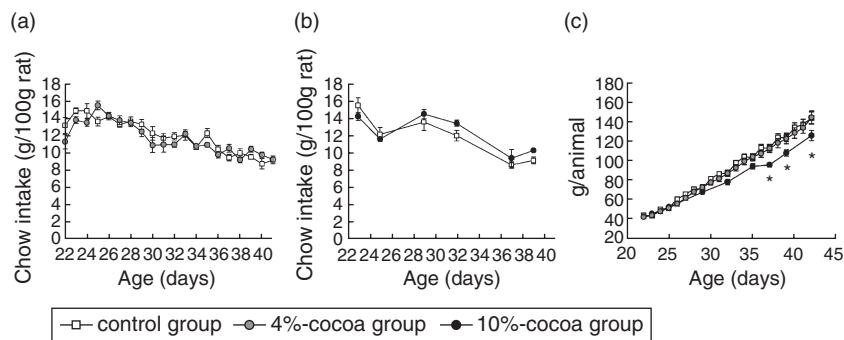 (a)
Chow intake (g/100g rat)
18
16
14
12
10
8
6
4
2
0
22 24 26 28 30 32 34 36 38 40
Age (days)
(b)
Chow intake (g/100g rat)
18
16
14
12
10
8
6
4
2
0
22 24 26 28 30 32 34 36 38 40
Age (days)
(c)
g/animal
180
160
140
120
100
80
60
40
20 25 30 35 40 45
* * *
Age (days)
control group 4%-cocoa group 10%-cocoa group